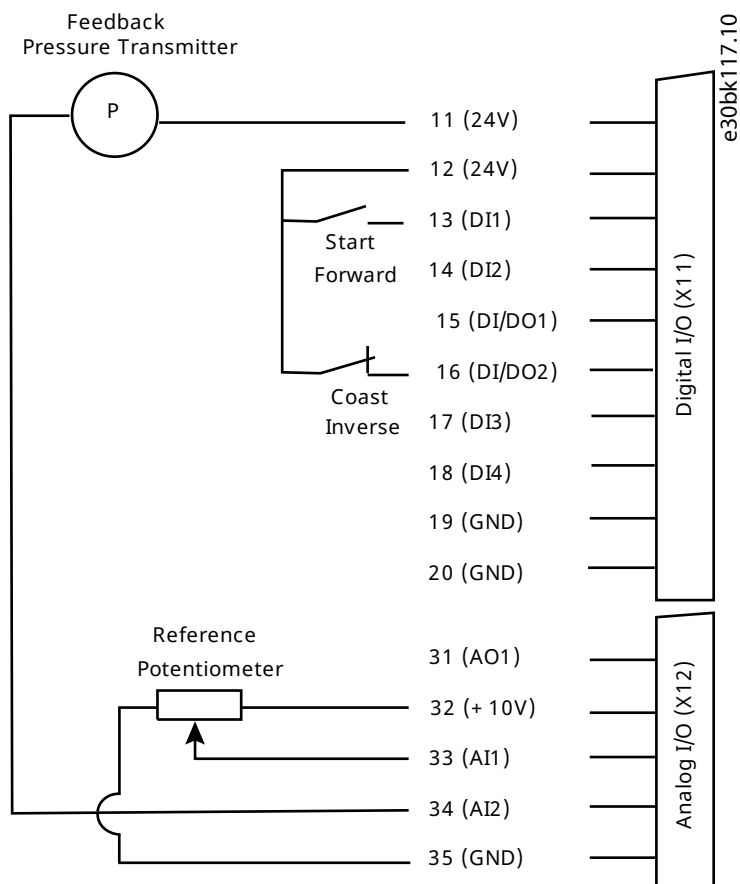 Feedback
Pressure Transmitter
e30bk117.10
P
11 (24V)
12 (24V)
13 (DI1)
Start
Forward
14 (DI2)
15 (DI/DO1)
16 (DI/DO2)
Coast
Inverse
17 (DI3)
18 (DI4)
19 (GND)
20 (GND)
Digital I/O (X11)
Reference
Potentiometer
31 (AO1)
32 (+ 10V)
33 (AI1)
34 (AI2)
35 (GND)
Analog I/O (X12)